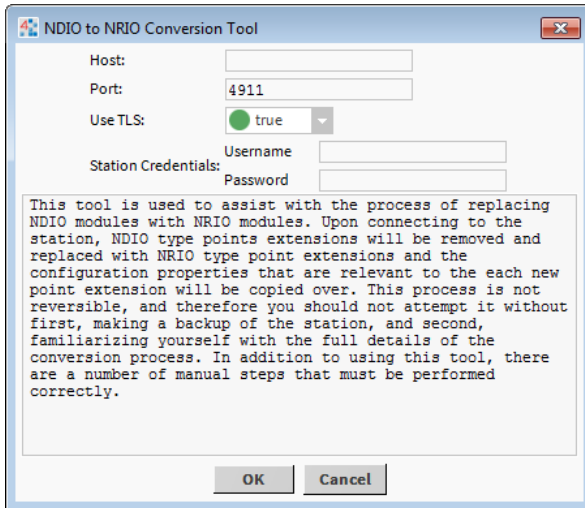 NDIO to NRIO Conversion Tool
Host:
Port: 4911
Use TLS: true
Station Credentials: Username
Password
This tool is used to assist with the process of replacing
NDIO modules with NRIO modules. Upon connecting to the
station, NDIO type points extensions will be removed and
replaced with NRIO type point extensions and the
configuration properties that are relevant to the each new
point extension will be copied over. This process is not
reversible, and therefore you should not attempt it without
first, making a backup of the station, and second,
familiarizing yourself with the full details of the
conversion process. In addition to using this tool, there
are a number of manual steps that must be performed
correctly.
OK Cancel